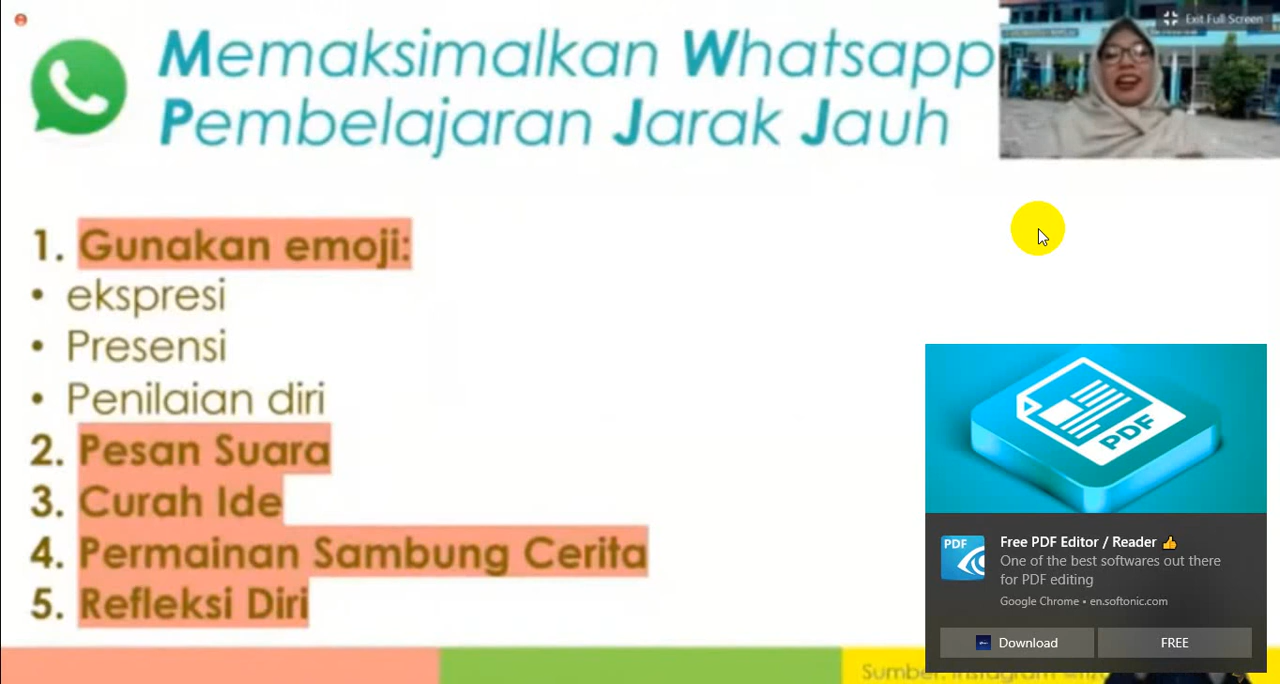 Memaksimalkan Whatsapp
Pembelajaran Jarak Jauh
Exit Full Screen
1. Gunakan emoji:
• ekspresi
• Presensi
• Penilaian diri
2. Pesan Suara
3. Curah Ide
4. Permainan Sambung Cerita
5. Refleksi Diri
PDF
PDF
Free PDF Editor / Reader 👍
One of the best softwares out there
for PDF editing
Google Chrome • en.softonic.com
Download
FREE
Sumber: Instagram